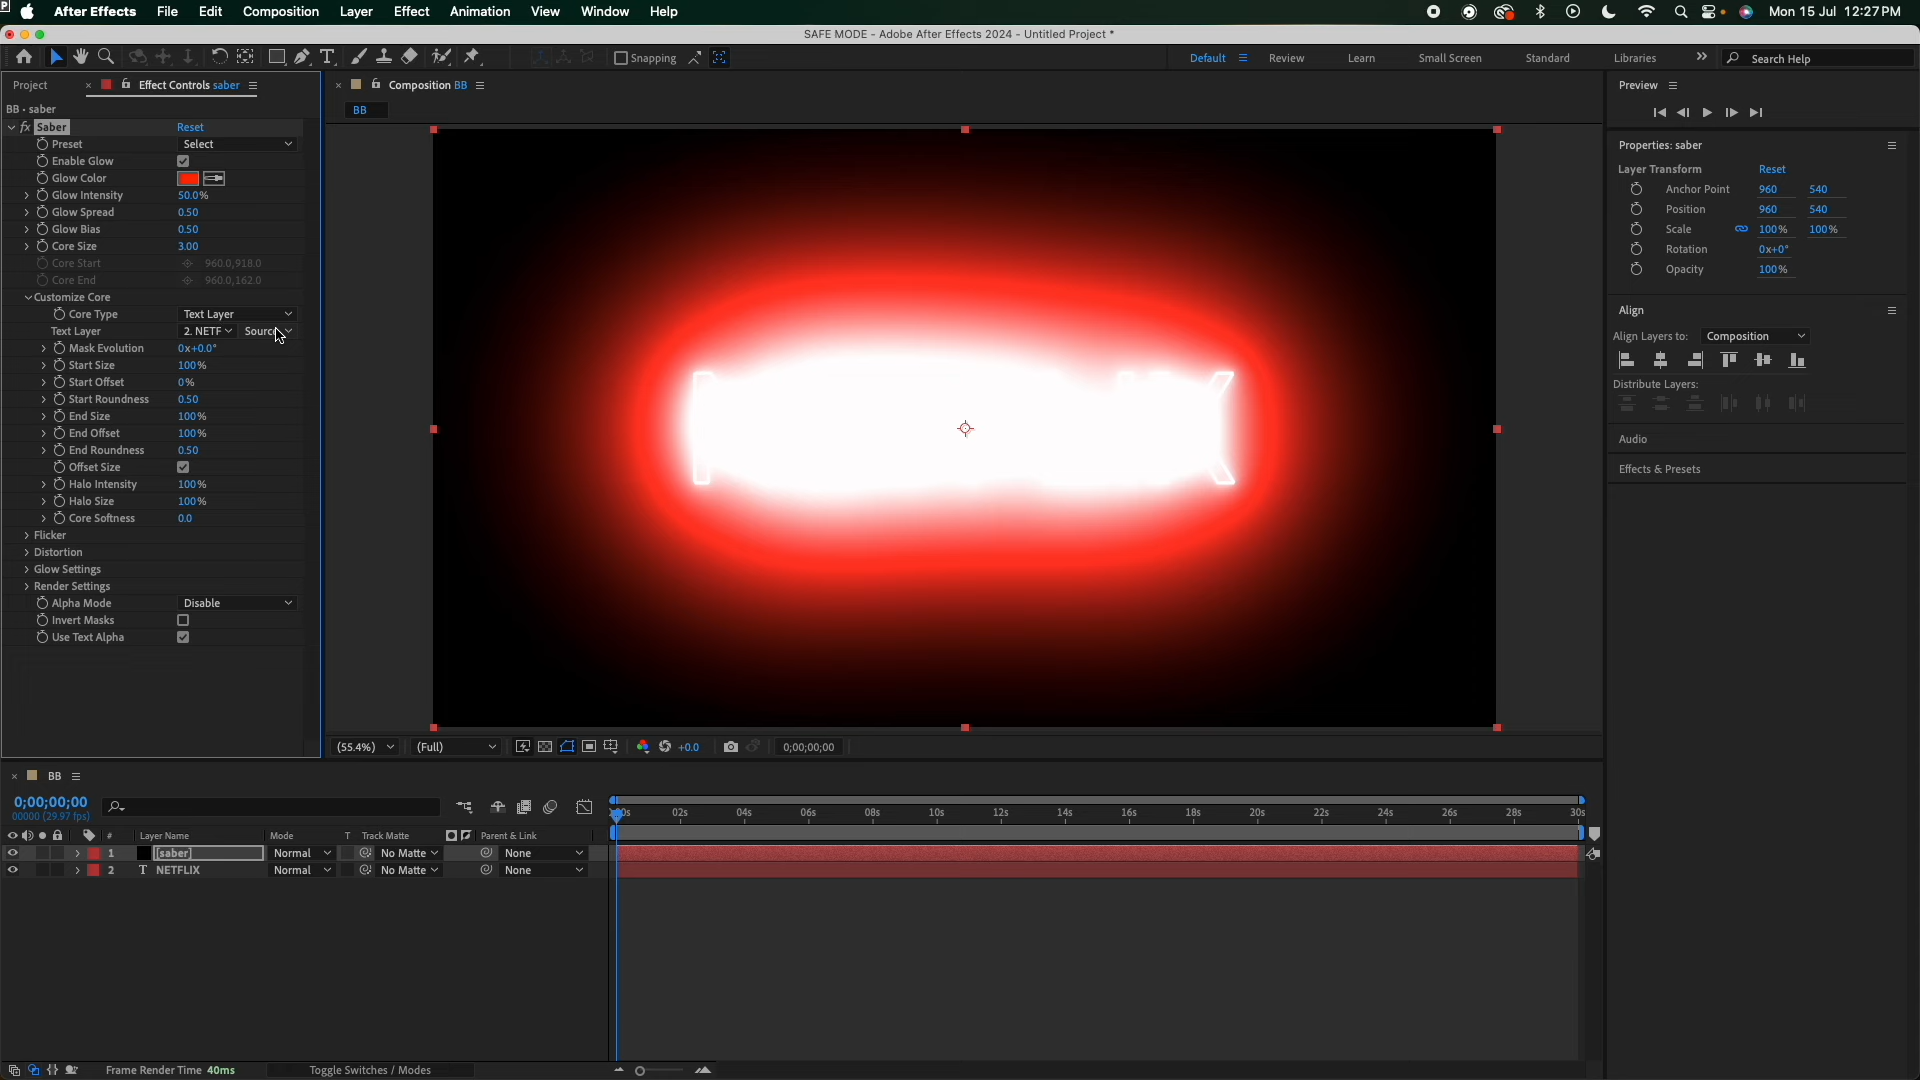 After Effects File Edit Composition Layer Effect Animation View Window Help Mon 15 Jul 12:27 PM
SAFE MODE - Adobe After Effects 2024 - Untitled Project *
Snapping Default Review Learn Small Screen Standard Libraries Search Help
Project Effect Controls saber
BB • saber
fx Saber Reset
Preset Select
Enable Glow
Glow Color
Glow Intensity 50.0%
Glow Spread 0.50
Glow Bias 0.50
Core Size 3.00
Core Start 960.0,918.0
Core End 960.0,162.0
Customize Core
Core Type Text Layer
Text Layer 2. NETF Source
Mask Evolution 0x+0.0°
Start Size 100%
Start Offset 0%
Start Roundness 0.50
End Size 100%
End Offset 100%
End Roundness 0.50
Offset Size
Halo Intensity 100%
Halo Size 100%
Core Softness 0.0
Flicker
Distortion
Glow Settings
Render Settings
Alpha Mode Disable
Invert Masks
Use Text Alpha
Composition BB
BB
(55.4%) (Full) +0.0 0;00;00;00
Preview
Properties: saber
Layer Transform Reset
Anchor Point 960 540
Position 960 540
Scale 100% 100%
Rotation 0x+0°
Opacity 100%
Align
Align Layers to: Composition
Distribute Layers:
Audio
Effects & Presets
BB
0;00;00;00
00000 (29.97 fps)
# Layer Name Mode T Track Matte Parent & Link
1 [saber] Normal No Matte None
2 T NETFLIX Normal No Matte None
02s 04s 06s 08s 10s 12s 14s 16s 18s 20s 22s 24s 26s 28s 30s
Frame Render Time 40ms Toggle Switches / Modes